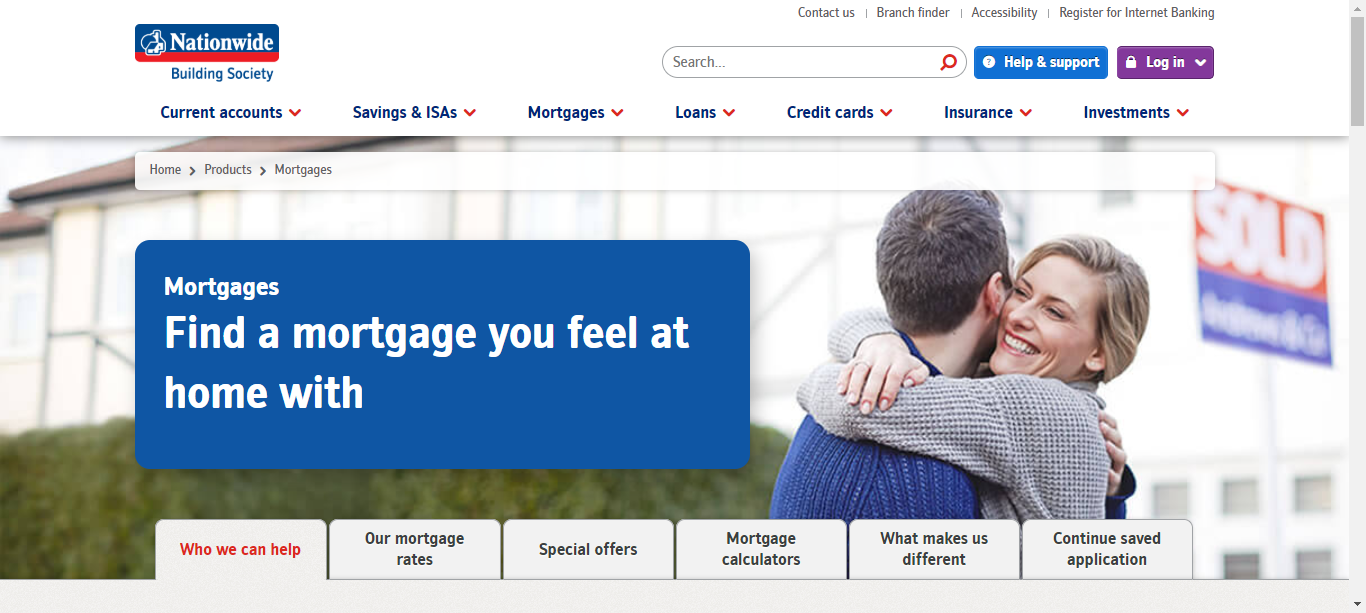 Contact us | Branch finder | Accessibility | Register for Internet Banking
Nationwide
Building Society
Search...
Help & support
Log in
Current accounts
Savings & ISAs
Mortgages
Loans
Credit cards
Insurance
Investments
Home > Products > Mortgages
SOLD
Mortgages
Find a mortgage you feel at
home with
Who we can help
Our mortgage
rates
Special offers
Mortgage
calculators
What makes us
different
Continue saved
application